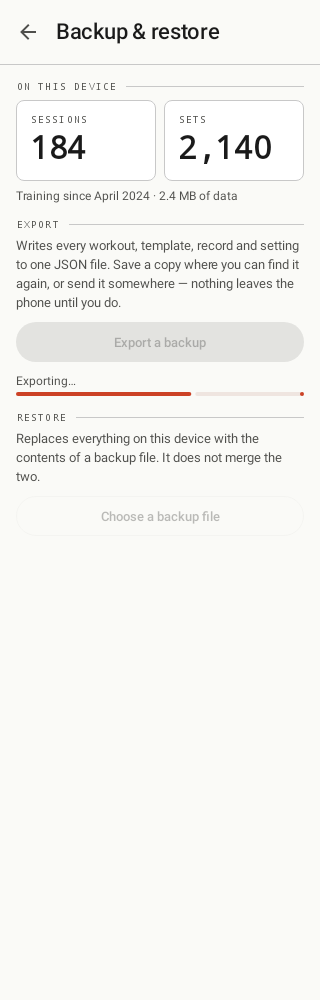 Backup & restore
ON THIS DEVICE
SESSIONS
184
SETS
2,140
Training since April 2024 · 2.4 MB of data
EXPORT
Writes every workout, template, record and setting
to one JSON file. Save a copy where you can find it
again, or send it somewhere — nothing leaves the
phone until you do.
Export a backup
Exporting…
RESTORE
Replaces everything on this device with the
contents of a backup file. It does not merge the
two.
Choose a backup file